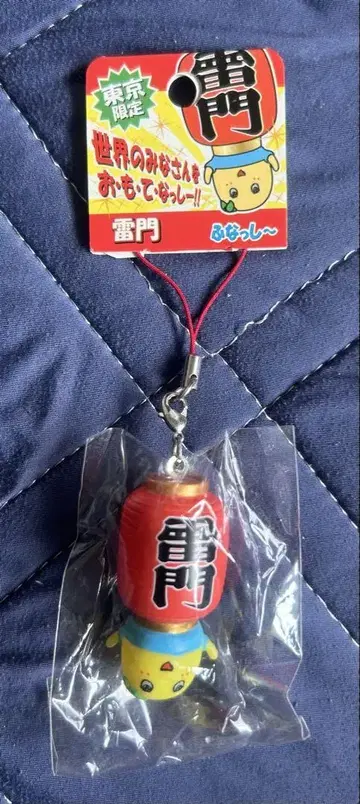 雷門
東京
限定
世界のみなさんを
お・も・て・なっしー!!
雷門
ふなっし〜
雷門